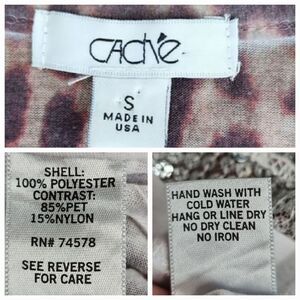 CACHé
S
MADE IN
USA
SHELL:
100% POLYESTER
CONTRAST:
85%PET
15%NYLON
RN# 74578
SEE REVERSE
FOR CARE
HAND WASH WITH
COLD WATER
HANG OR LINE DRY
NO DRY CLEAN
NO IRON